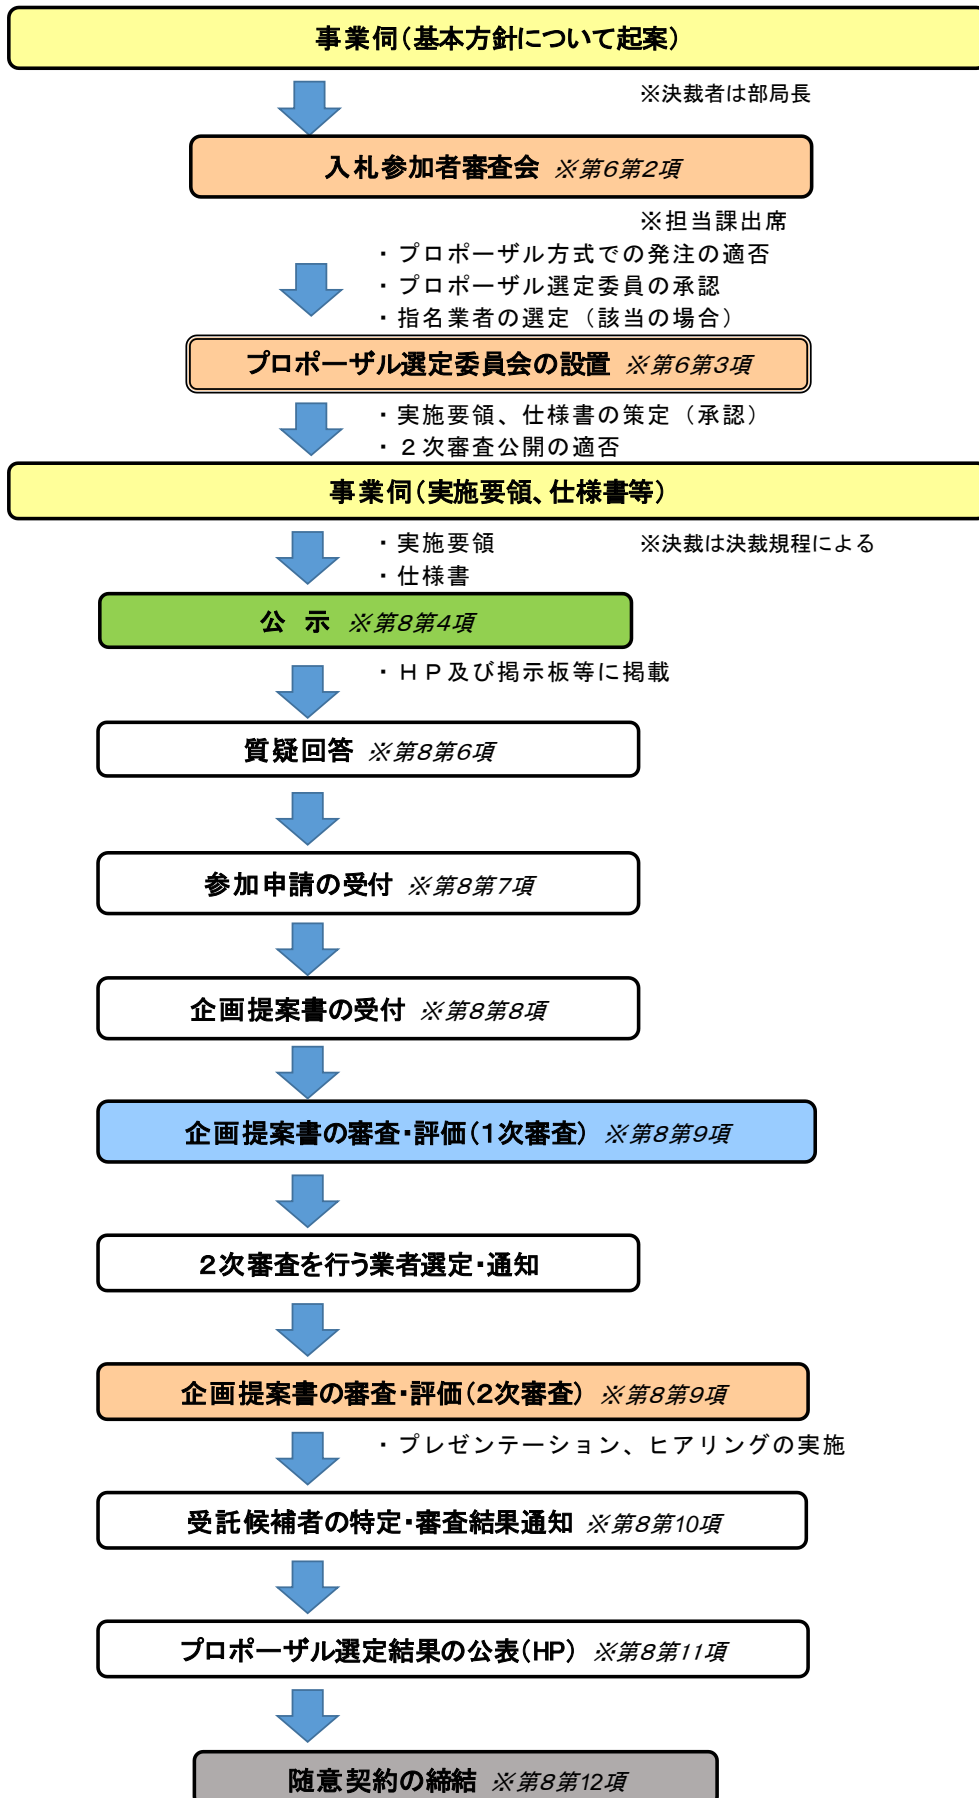 事業伺(基本方針について起案)
※決裁者は部局長
入札参加者審査会 ※第6第2項
※担当課出席
・プロポーザル方式での発注の適否
・プロポーザル選定委員の承認
・指名業者の選定（該当の場合）
プロポーザル選定委員会の設置 ※第6第3項
・実施要領、仕様書の策定（承認）
・２次審査公開の適否
事業伺(実施要領、仕様書等)
・実施要領 ※決裁は決裁規程による
・仕様書
公　示 ※第8第4項
・ＨＰ及び掲示板等に掲載
質疑回答 ※第8第6項
参加申請の受付 ※第8第7項
企画提案書の受付 ※第8第8項
企画提案書の審査・評価(1次審査) ※第8第9項
2次審査を行う業者選定・通知
企画提案書の審査・評価(2次審査) ※第8第9項
・プレゼンテーション、ヒアリングの実施
受託候補者の特定・審査結果通知 ※第8第10項
プロポーザル選定結果の公表(HP) ※第8第11項
随意契約の締結 ※第8第12項